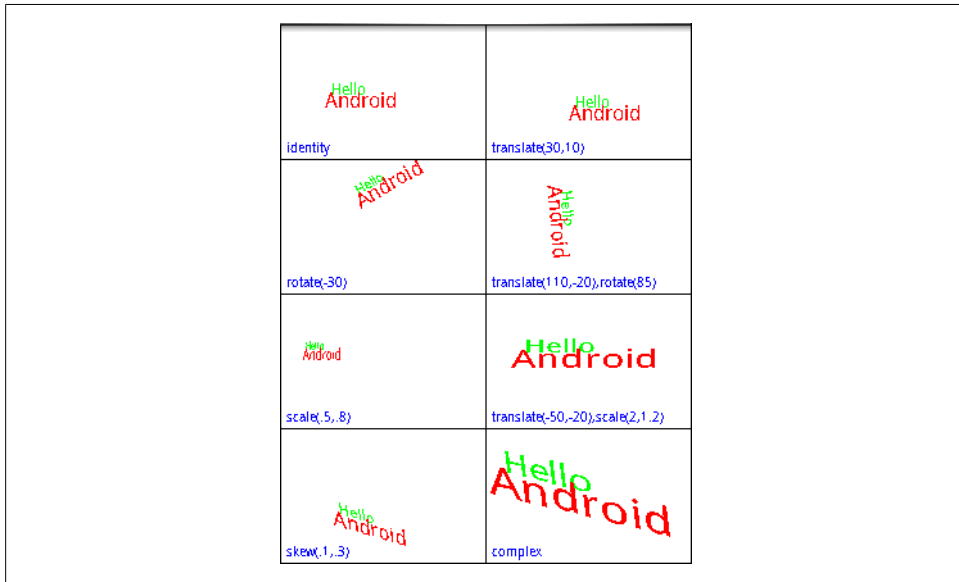 Hello
Android
identity
Hello
Android
translate(30,10)
Hello
Android
rotate(-30)
Hello
Android
translate(110,-20),rotate(85)
Hello
Android
scale(.5,.8)
Hello
Android
translate(-50,-20),scale(2,1.2)
Hello
Android
skew(.1,.3)
Hello
Android
complex